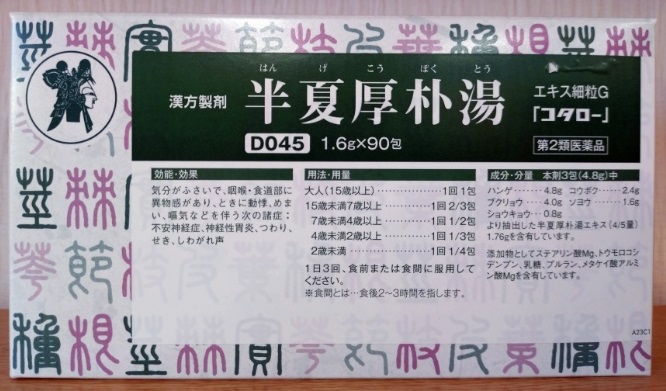 はんげこうぼくとう
漢方製剤 半夏厚朴湯 エキス細粒G「コタロー」
D045 1.6g×90包 第2類医薬品
効能・効果
気分がふさいで、咽喉・食道部に
異物感があり、ときに動悸、めま
い、嘔気などを伴う次の諸症:
不安神経症、神経性胃炎、つわり、
せき、しわがれ声
用法・用量
大人(15歳以上)……1回1包
15歳未満7歳以上……1回2/3包
7歳未満4歳以上……1回1/2包
4歳未満2歳以上……1回1/3包
2歳未満……1回1/4包
1日3回、食前または食間に服用して
ください。
※食間とは…食後2~3時間を指します。
成分・分量 本剤3包(4.8g)中
ハンゲ……4.8g コウボク……2.4g
ブクリョウ……4.0g ソヨウ……1.6g
ショウキョウ……0.8g
より抽出した半夏厚朴湯エキス(4/5量)
1.76gを含有しています。
添加物としてステアリン酸Mg、トウモロコシ
デンプン、乳糖、プルラン、メタケイ酸アルミ
ン酸Mgを含有しています。
A23C1